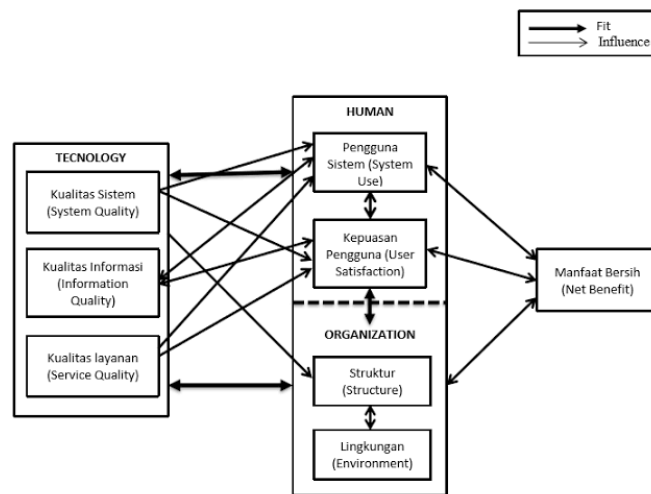 Fit
Influence
HUMAN
TECNOLOGY
Kualitas Sistem
(System Quality)
Kualitas Informasi
(Information
Quality)
Kualitas layanan
(Service Quality)
Pengguna
Sistem (System
Use)
Kepuasan
Pengguna (User
Satisfaction)
ORGANIZATION
Struktur
(Structure)
Lingkungan
(Environment)
Manfaat Bersih
(Net Benefit)